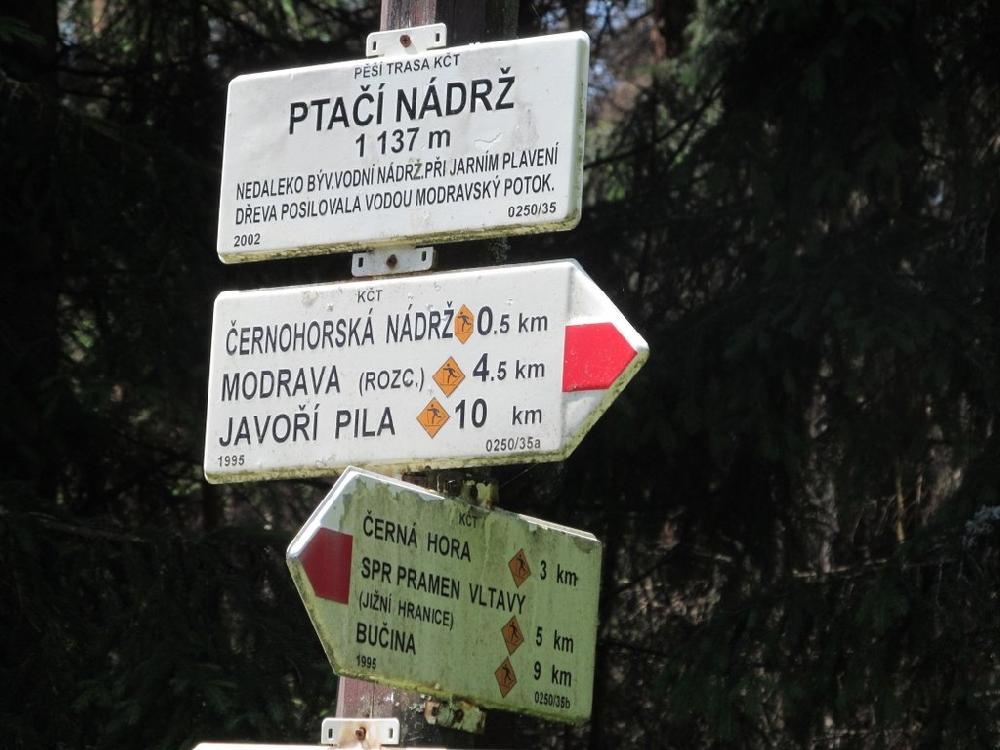 PĚŠÍ TRASA KČT
PTAČÍ NÁDRŽ
1 137 m
NEDALEKO BÝV.VODNÍ NÁDRŽ.PŘI JARNÍM PLAVENÍ
DŘEVA POSILOVALA VODOU MODRAVSKÝ POTOK.
2002 0250/35
KČT
ČERNOHORSKÁ NÁDRŽ 0.5 km
MODRAVA (ROZC.) 4.5 km
JAVOŘÍ PILA 10 km
1995 0250/35a
KČT
ČERNÁ HORA 3 km
SPR PRAMEN VLTAVY
(JIŽNÍ HRANICE) 5 km
BUČINA 9 km
1995 0250/35b